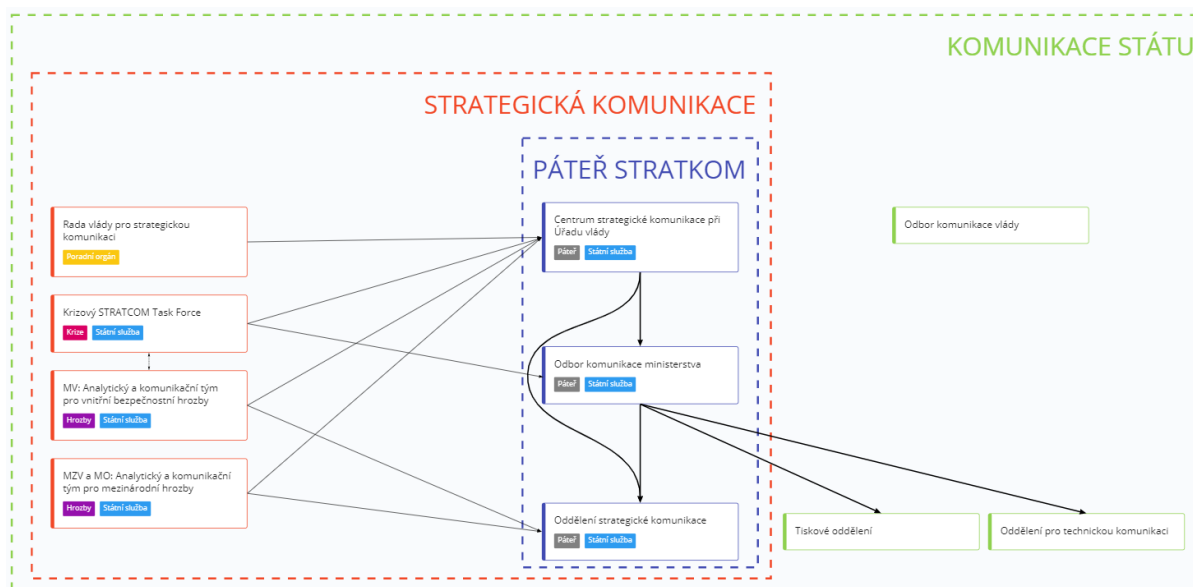 KOMUNIKACE STÁTU
STRATEGICKÁ KOMUNIKACE
PÁTEŘ STRATKOM
Rada vlády pro strategickou
komunikaci
Poradní orgán
Centrum strategické komunikace při
Úřadu vlády
Páteř Státní služba
Odbor komunikace vlády
Krizový STRATCOM Task Force
Krize Státní služba
MV: Analytický a komunikační tým
pro vnitřní bezpečnostní hrozby
Hrozby Státní služba
Odbor komunikace ministerstva
Páteř Státní služba
MZV a MO: Analytický a komunikační
tým pro mezinárodní hrozby
Hrozby Státní služba
Oddělení strategické komunikace
Páteř Státní služba
Tiskové oddělení
Oddělení pro technickou komunikaci